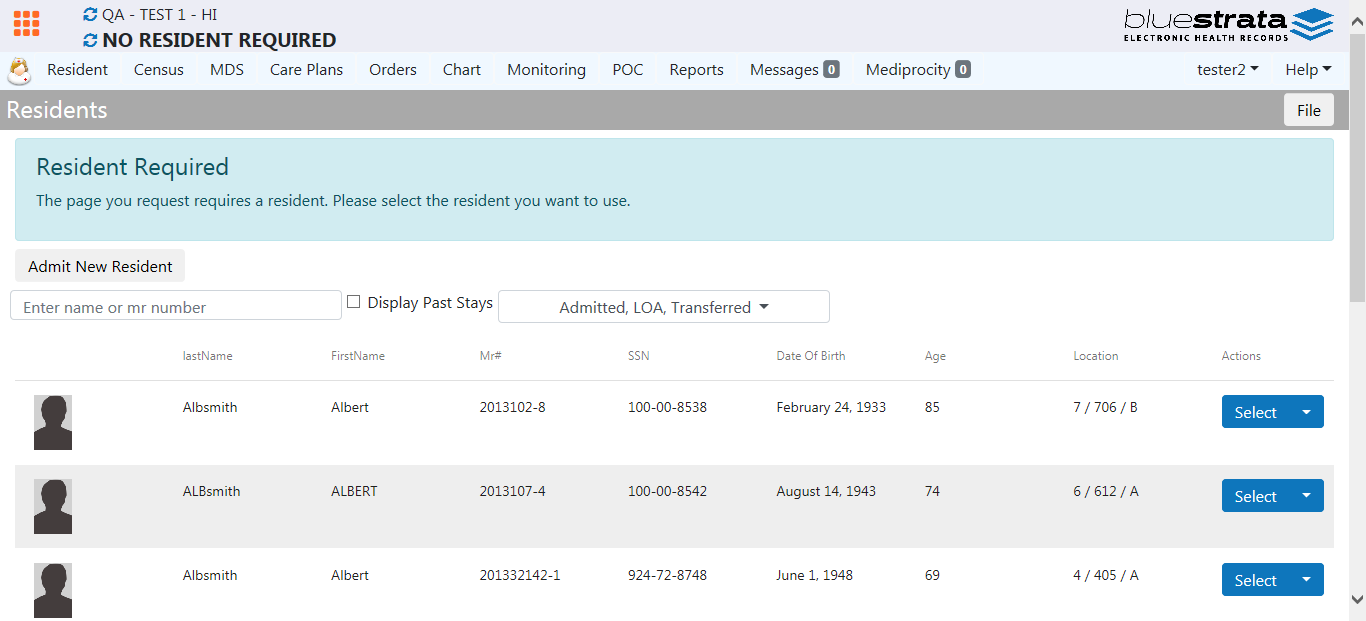 QA - TEST 1 - HI
NO RESIDENT REQUIRED
bluestrata
ELECTRONIC HEALTH RECORDS
Resident Census MDS Care Plans Orders Chart Monitoring POC Reports Messages 0 Mediprocity 0 tester2 Help
Residents File
Resident Required
The page you request requires a resident. Please select the resident you want to use.
Admit New Resident
Enter name or mr number Display Past Stays Admitted, LOA, Transferred
lastName FirstName Mr# SSN Date Of Birth Age Location Actions
Albsmith Albert 2013102-8 100-00-8538 February 24, 1933 85 7 / 706 / B Select
ALBsmith ALBERT 2013107-4 100-00-8542 August 14, 1943 74 6 / 612 / A Select
Albsmith Albert 201332142-1 924-72-8748 June 1, 1948 69 4 / 405 / A Select